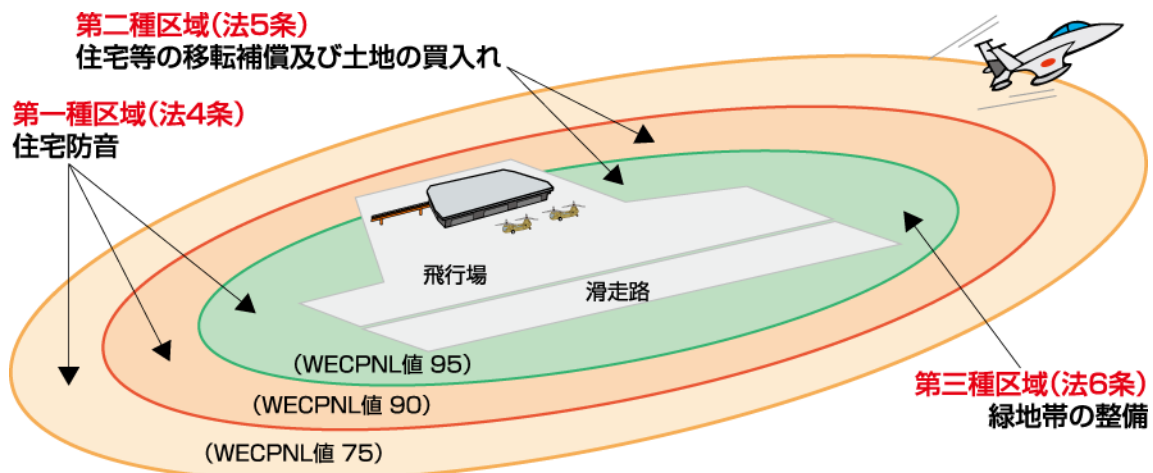 第二種区域(法5条)
住宅等の移転補償及び土地の買入れ
第一種区域(法4条)
住宅防音
飛行場
滑走路
(WECPNL値 95)
(WECPNL値 90)
(WECPNL値 75)
第三種区域(法6条)
緑地帯の整備